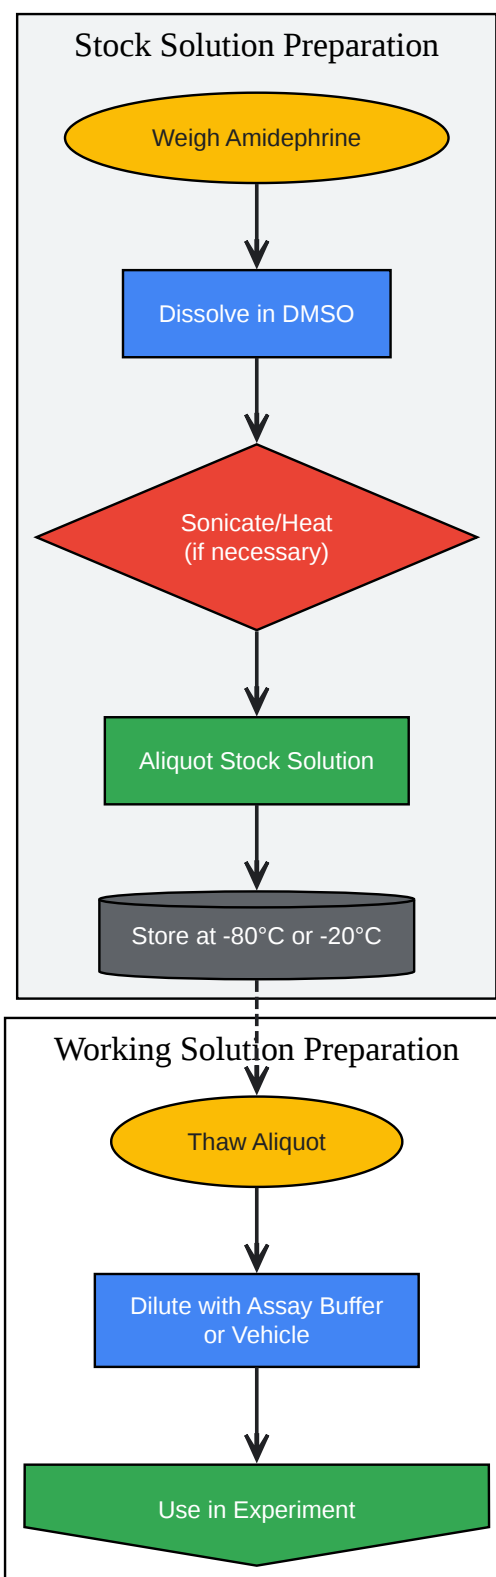 Stock Solution Preparation
Weigh Amidephrine
Dissolve in DMSO
Sonicate/Heat
(if necessary)
Aliquot Stock Solution
Store at -80°C or -20°C
Working Solution Preparation
Thaw Aliquot
Dilute with Assay Buffer
or Vehicle
Use in Experiment